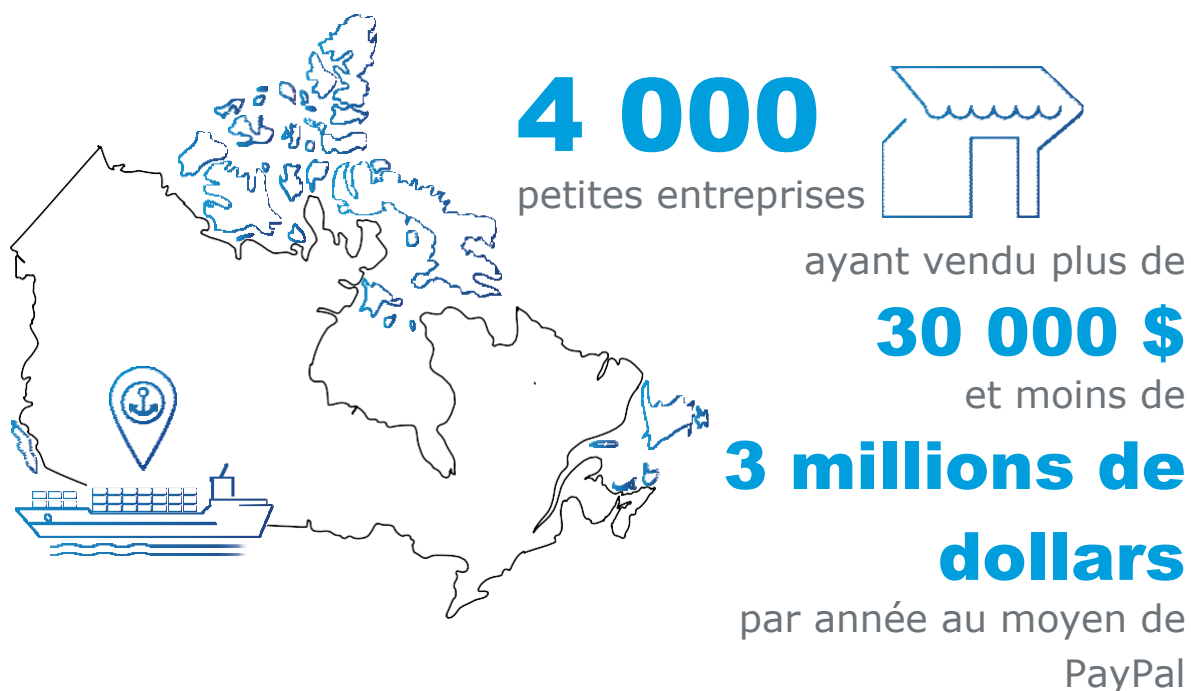 4 000
petites entreprises
ayant vendu plus de
30 000 $
et moins de
3 millions de
dollars
par année au moyen de
PayPal